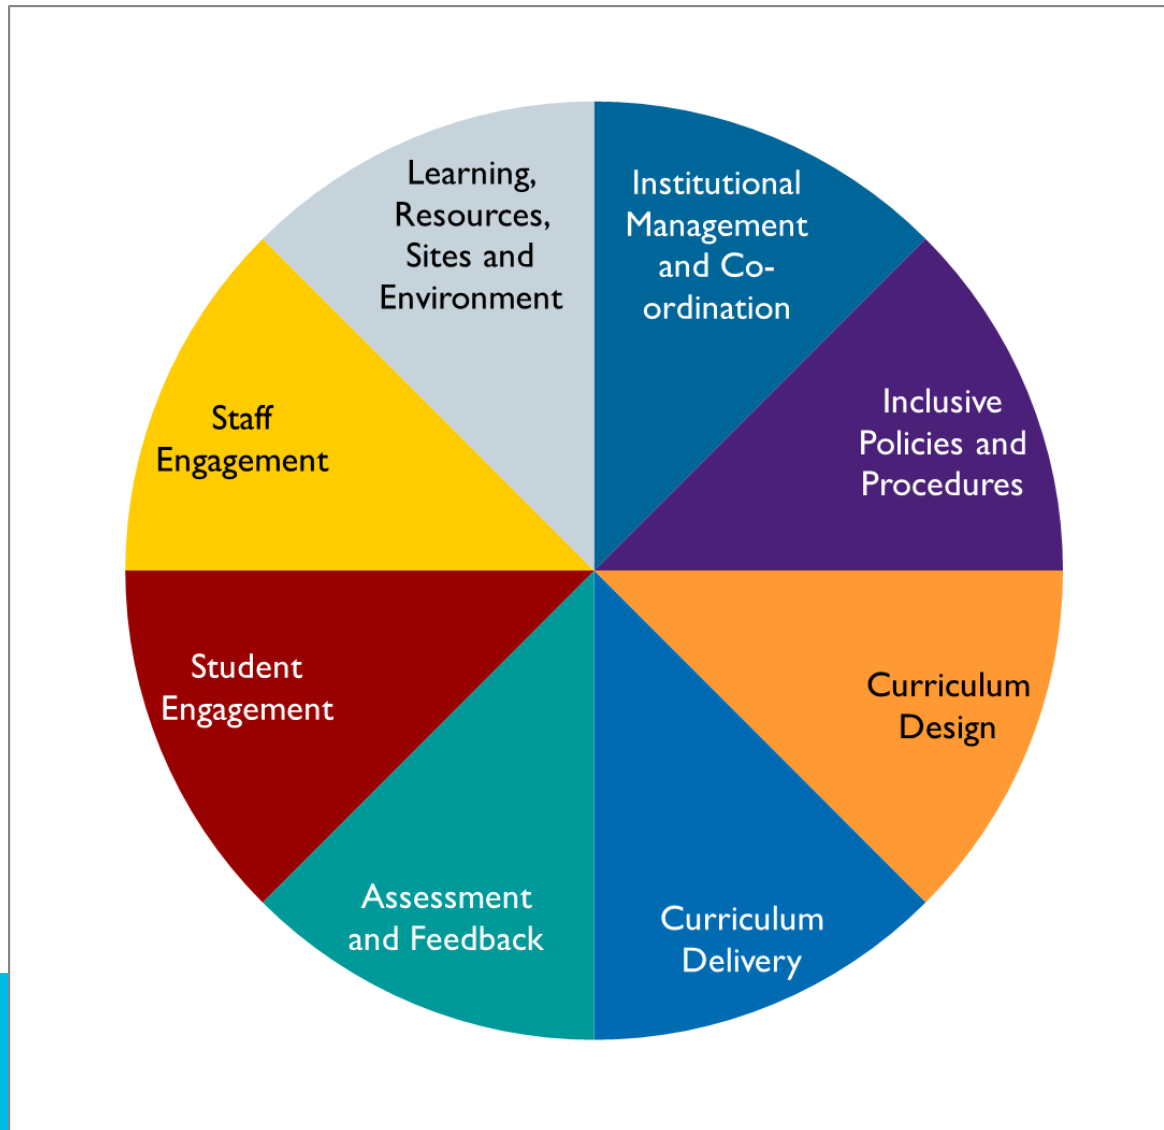 Learning,
Resources,
Sites and
Environment
Institutional
Management
and Co-
ordination
Inclusive
Policies and
Procedures
Curriculum
Design
Curriculum
Delivery
Assessment
and Feedback
Student
Engagement
Staff
Engagement